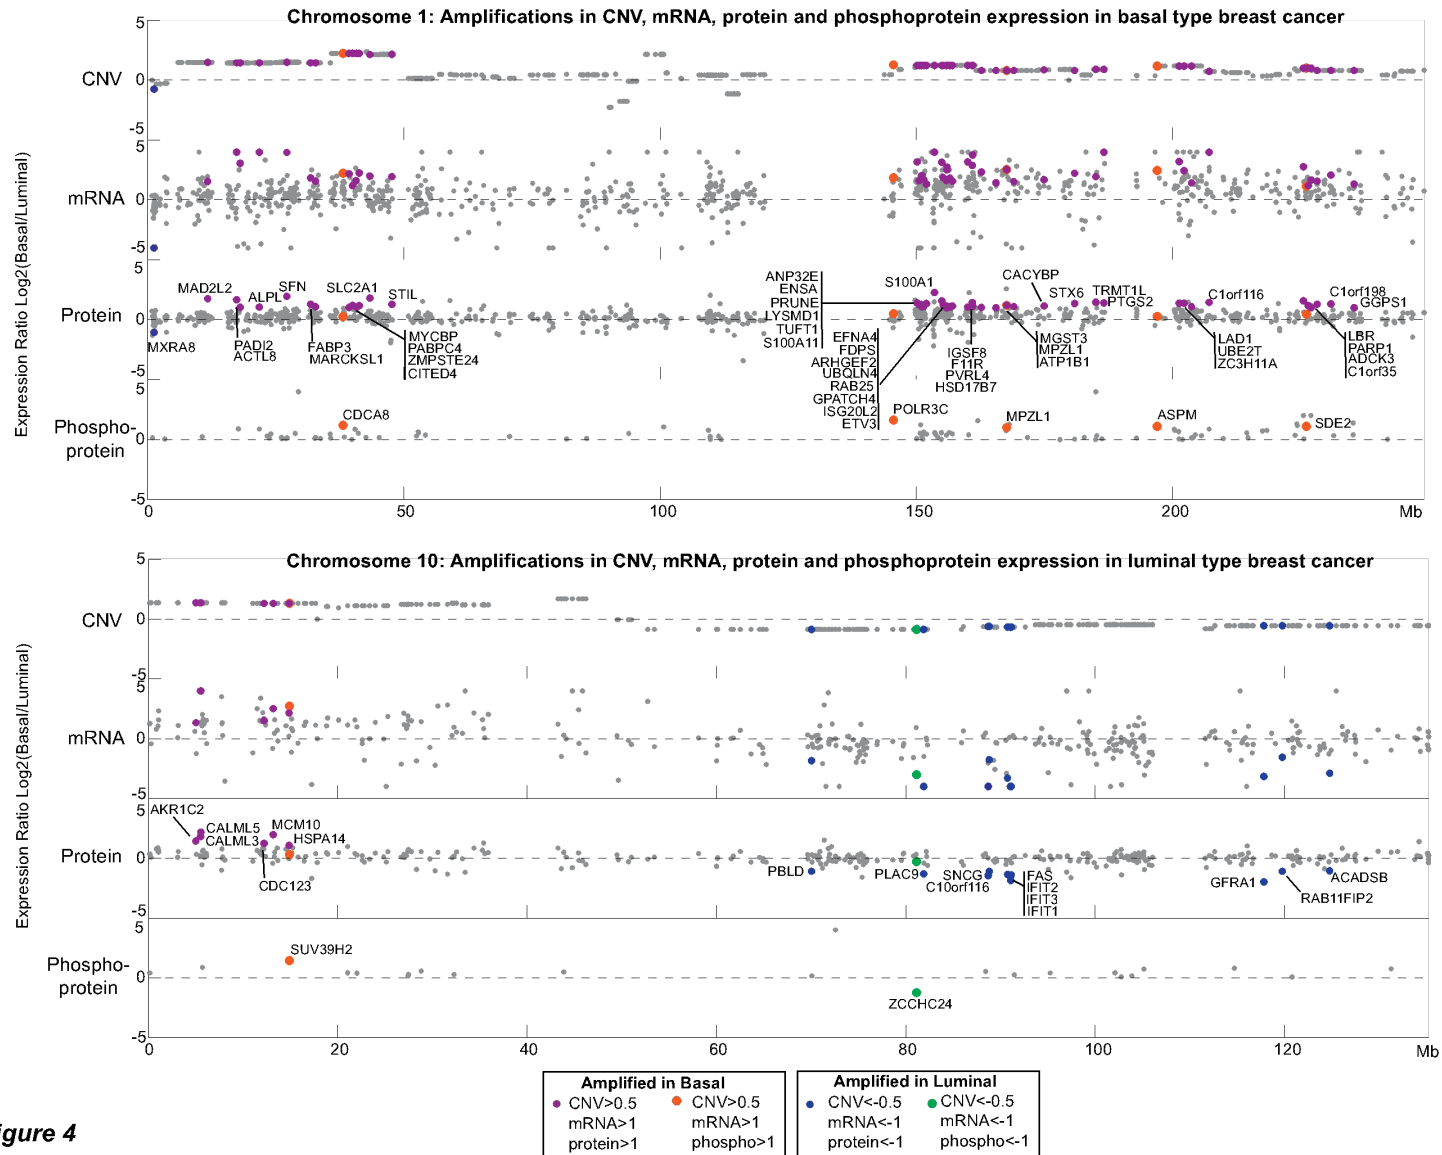 Chromosome 1: Amplifications in CNV, mRNA, protein and phosphoprotein expression in basal type breast cancer
Expression Ratio Log2(Basal/Luminal)
5
CNV
0
-5
5
mRNA
0
-5
5
Protein
0
-5
5
Phospho-
protein
0
-5
MXRA8
MAD2L2
PADI2
ACTL8
ALPL
SFN
FABP3
MARCKSL1
SLC2A1
STIL
MYCBP
PABPC4
ZMPSTE24
CITED4
ANP32E
ENSA
PRUNE
LYSMD1
TUFT1
S100A11
S100A1
EFNA4
FDPS
ARHGEF2
UBQLN4
RAB25
GPATCH4
ISG20L2
ETV3
IGSF8
F11R
PVRL4
HSD17B7
CACYBP
MGST3
MPZL1
ATP1B1
STX6
TRMT1L
PTGS2
C1orf116
LAD1
UBE2T
ZC3H11A
C1orf198
GGPS1
LBR
PARP1
ADCK3
C1orf35
CDCA8
POLR3C
MPZL1
ASPM
SDE2
0
50
100
150
200
Mb
Chromosome 10: Amplifications in CNV, mRNA, protein and phosphoprotein expression in luminal type breast cancer
Expression Ratio Log2(Basal/Luminal)
5
CNV
0
-5
5
mRNA
0
-5
5
Protein
0
-5
5
Phospho-
protein
0
-5
AKR1C2
CALML5
CALML3
MCM10
HSPA14
CDC123
PBLD
PLAC9
SNCG
C10orf116
FAS
IFIT2
IFIT3
IFIT1
GFRA1
RAB11FIP2
ACADSB
SUV39H2
ZCCHC24
0
20
40
60
80
100
120
Mb
Amplified in Basal
CNV>0.5
mRNA>1
protein>1
CNV>0.5
mRNA>1
phospho>1
Amplified in Luminal
CNV<-0.5
mRNA<-1
protein<-1
CNV<-0.5
mRNA<-1
phospho<-1
igure 4